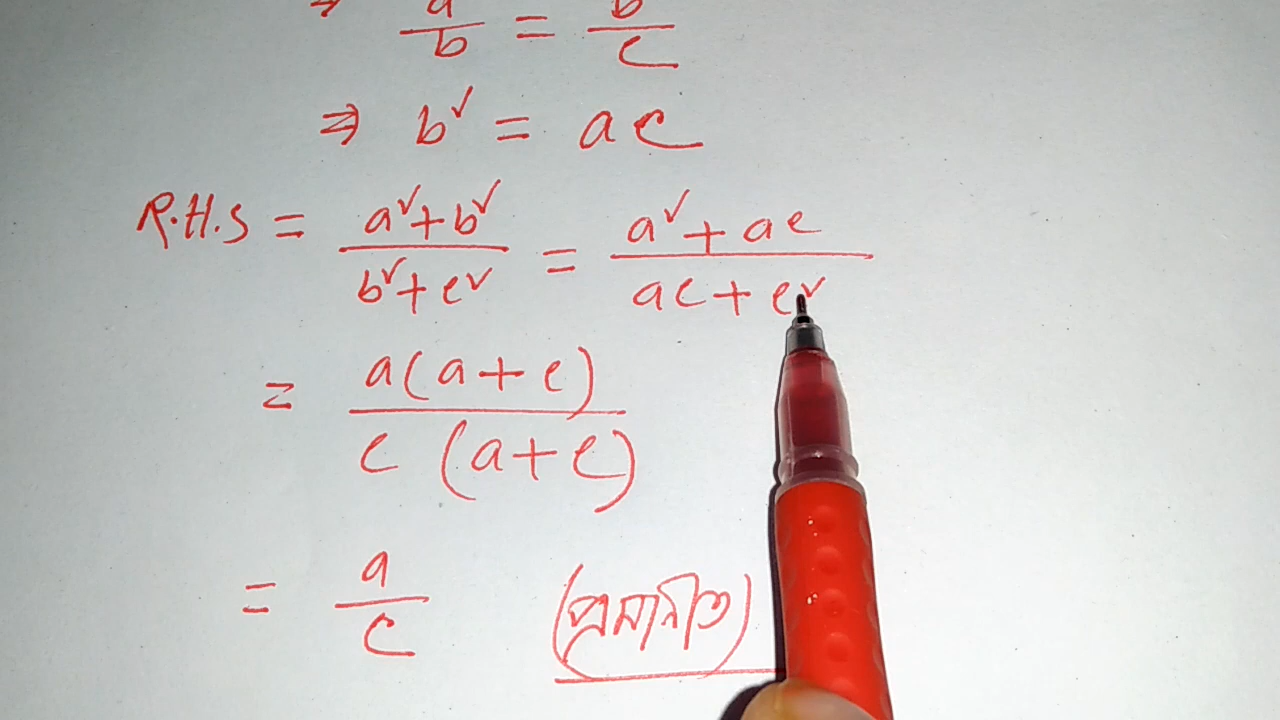 ⇒ a/b = b/c
⇒ b² = ac
R.H.S = (a²+b²)/(b²+c²) = (a²+ac)/(ac+c²)
= a(a+c)/c(a+c)
= a/c (প্রমাণীত)